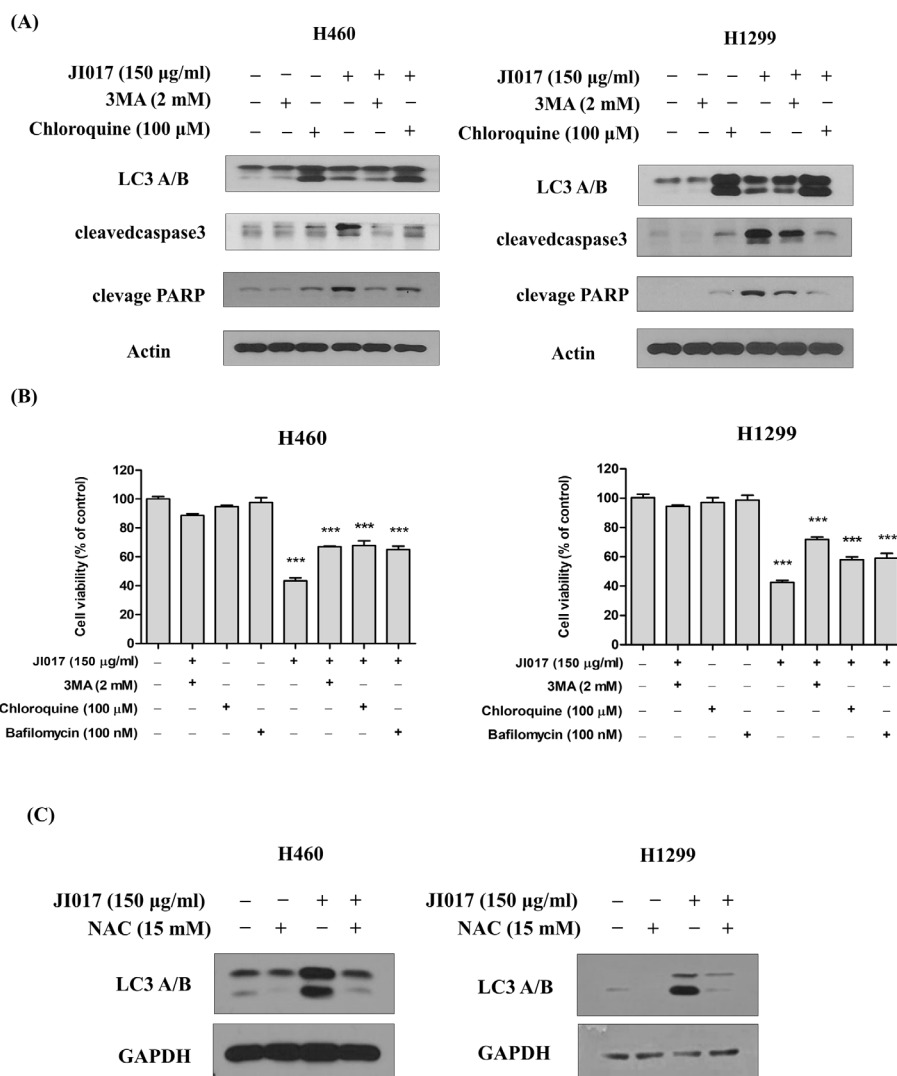 (A)
H460
JI017 (150 μg/ml) – – – + + +
3MA (2 mM) – + – – + –
Chloroquine (100 μM) – – + – – +
LC3 A/B
cleavedcaspase3
clevage PARP
Actin
H1299
JI017 (150 μg/ml) – – – + + +
3MA (2 mM) – + – – + –
Chloroquine (100 μM) – – + – – +
LC3 A/B
cleavedcaspase3
clevage PARP
Actin
(B)
H460
Cell viability (% of control)
120
100
80
60
40
20
0
*** *** *** ***
JI017 (150 μg/ml) – + – – + + + +
3MA (2 mM) – + – – – + – –
Chloroquine (100 μM) – – + – – – + –
Bafilomycin (100 nM) – – – + – – – +
H1299
Cell viability (% of control)
120
100
80
60
40
20
0
*** *** *** ***
JI017 (150 μg/ml) – + – – + + + +
3MA (2 mM) – + – – – + – –
Chloroquine (100 μM) – – + – – – + –
Bafilomycin (100 nM) – – – + – – – +
(C)
H460
JI017 (150 μg/ml) – – + +
NAC (15 mM) – + – +
LC3 A/B
GAPDH
H1299
JI017 (150 μg/ml) – – + +
NAC (15 mM) – + – +
LC3 A/B
GAPDH